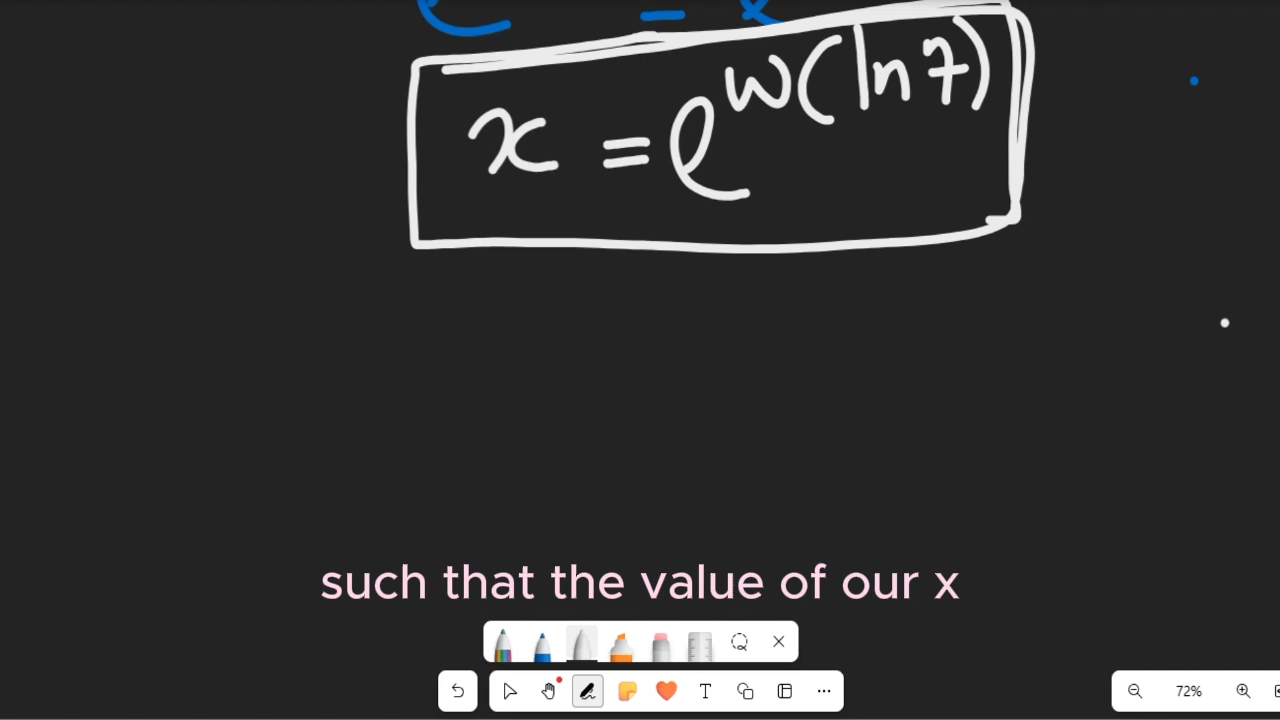 x = e^W(ln7)
such that the value of our x
T
72%